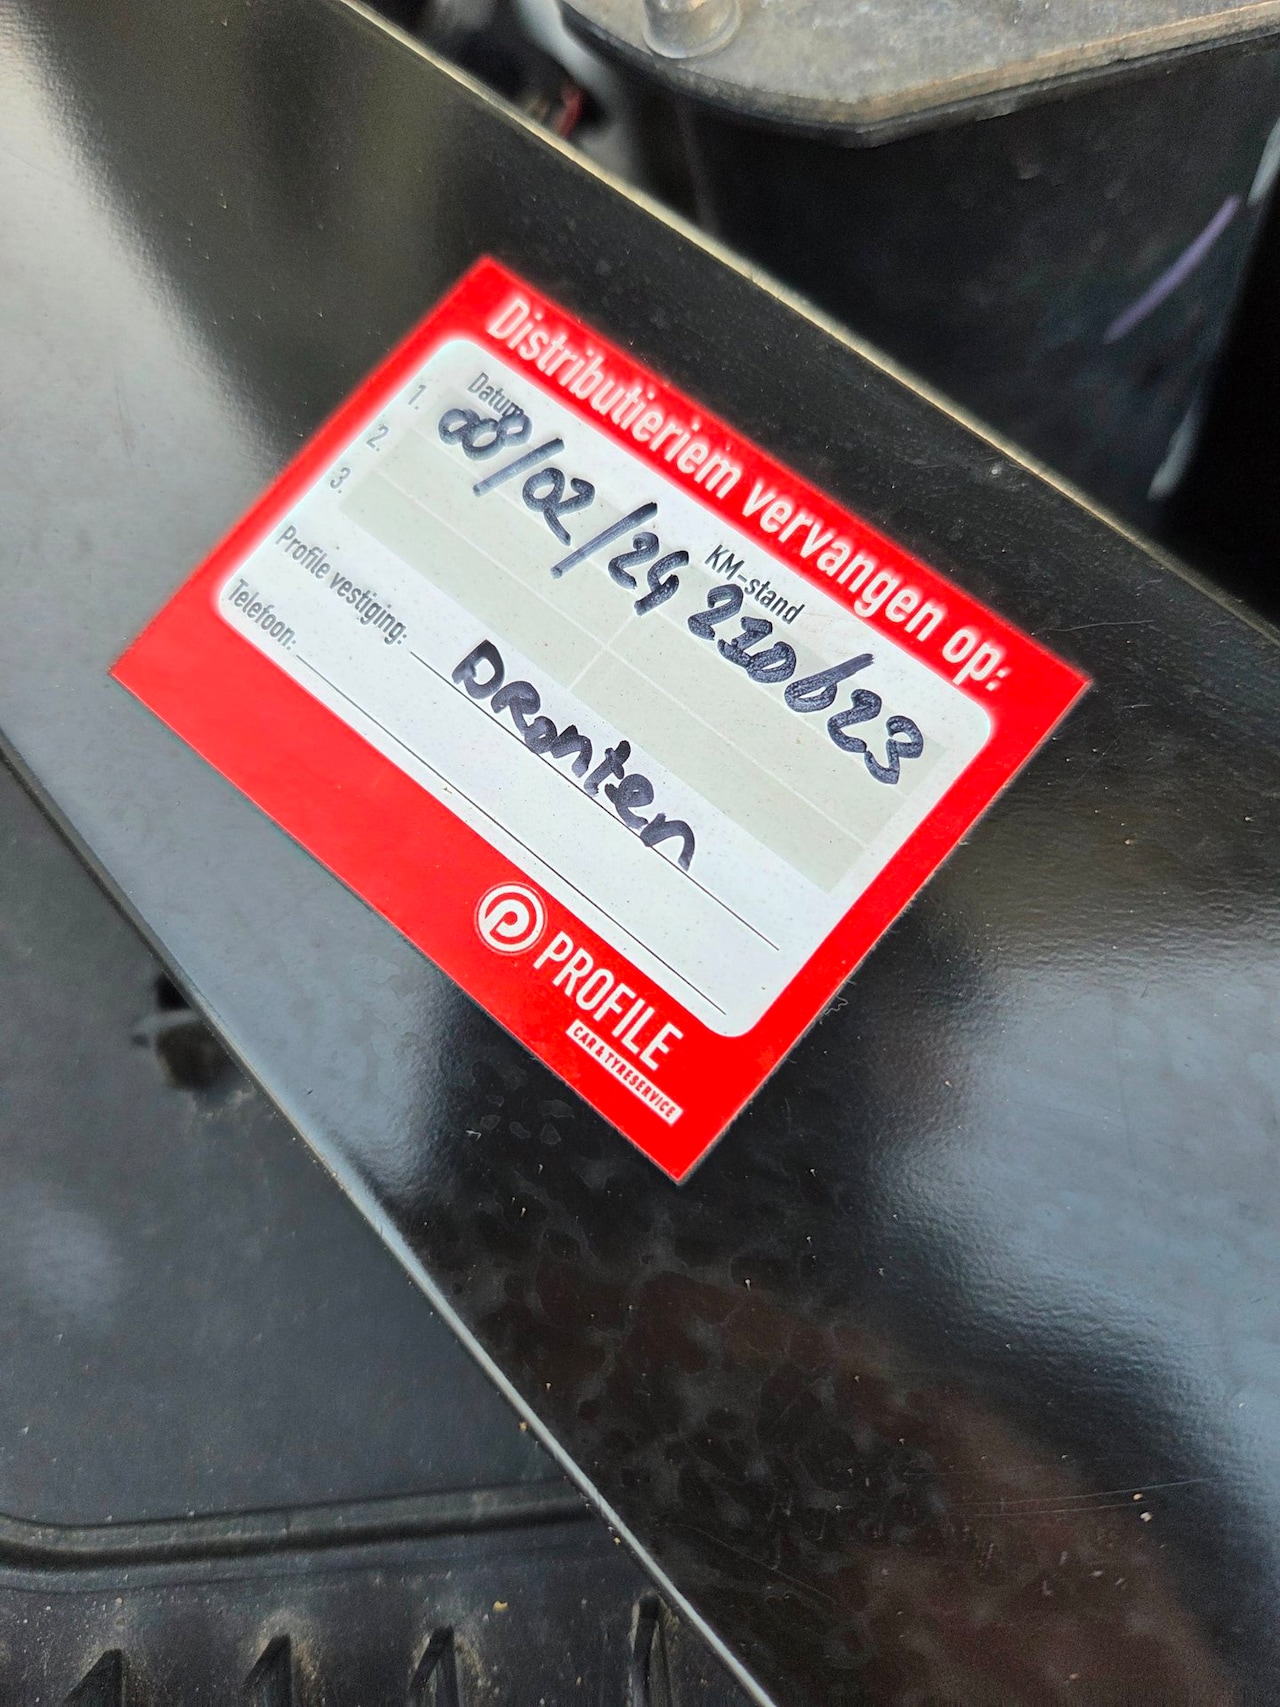 Distributieriem vervangen op:
Datum KM-stand
1. 08/02/24 210623
2.
3.
Profile vestiging: Dronten
Telefoon:
PROFILE
CAR & TYRESERVICE